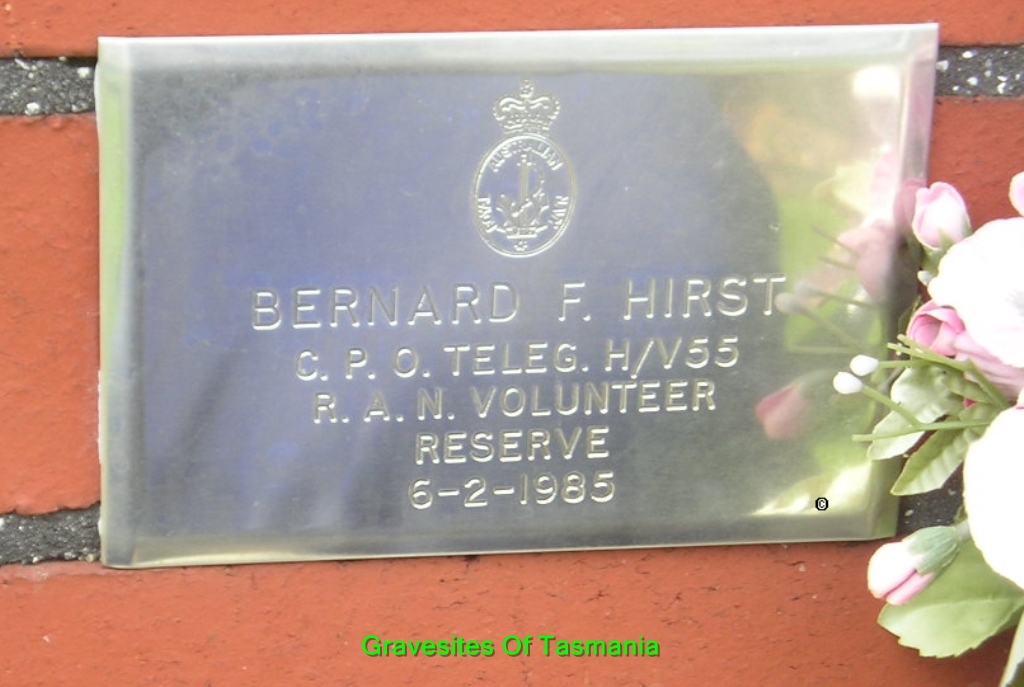 AUSTRALIAN
BERNARD F. HIRST
C. P. O. TELEG. H/V55
R. A. N. VOLUNTEER
RESERVE
6-2-1985
©
Gravesites Of Tasmania